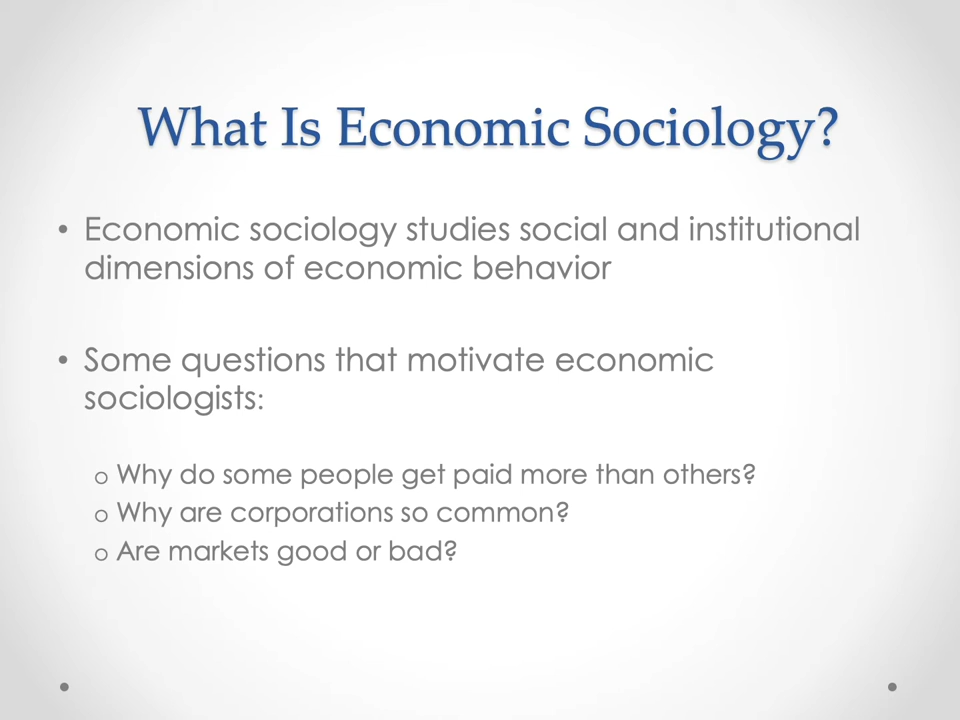 What Is Economic Sociology?
• Economic sociology studies social and institutional
dimensions of economic behavior
• Some questions that motivate economic
sociologists:
o Why do some people get paid more than others?
o Why are corporations so common?
o Are markets good or bad?